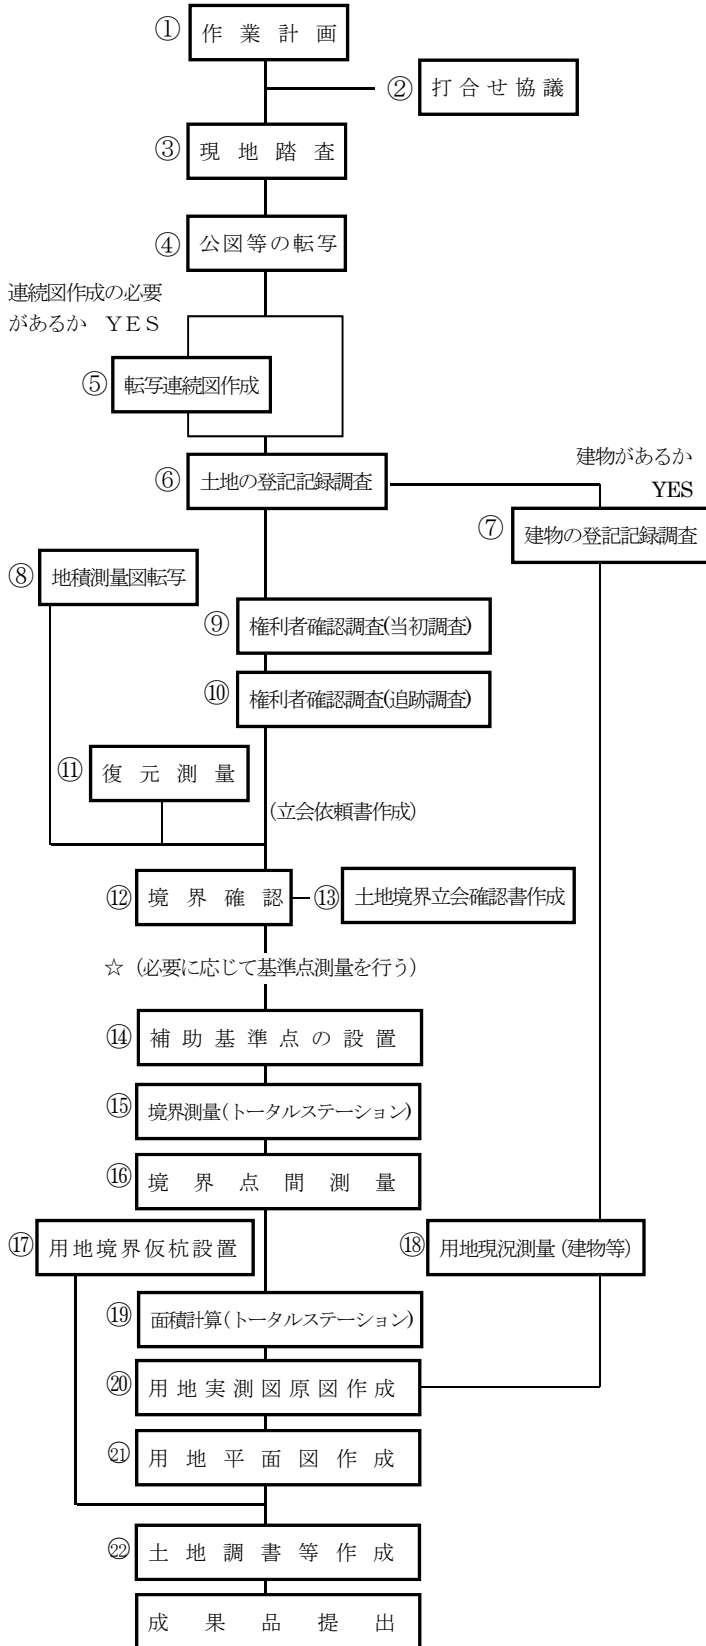 ① 作業計画
② 打合せ協議
③ 現地踏査
④ 公図等の転写
連続図作成の必要
があるか　ＹＥＳ
⑤ 転写連続図作成
⑥ 土地の登記記録調査
建物があるか
YES
⑦ 建物の登記記録調査
⑧ 地積測量図転写
⑨ 権利者確認調査(当初調査)
⑩ 権利者確認調査(追跡調査)
⑪ 復元測量
(立会依頼書作成)
⑫ 境界確認
⑬ 土地境界立会確認書作成
☆（必要に応じて基準点測量を行う）
⑭ 補助基準点の設置
⑮ 境界測量(トータルステーション)
⑯ 境界点間測量
⑰ 用地境界仮杭設置
⑱ 用地現況測量(建物等)
⑲ 面積計算(トータルステーション)
⑳ 用地実測図原図作成
㉑ 用地平面図作成
㉒ 土地調書等作成
成果品提出